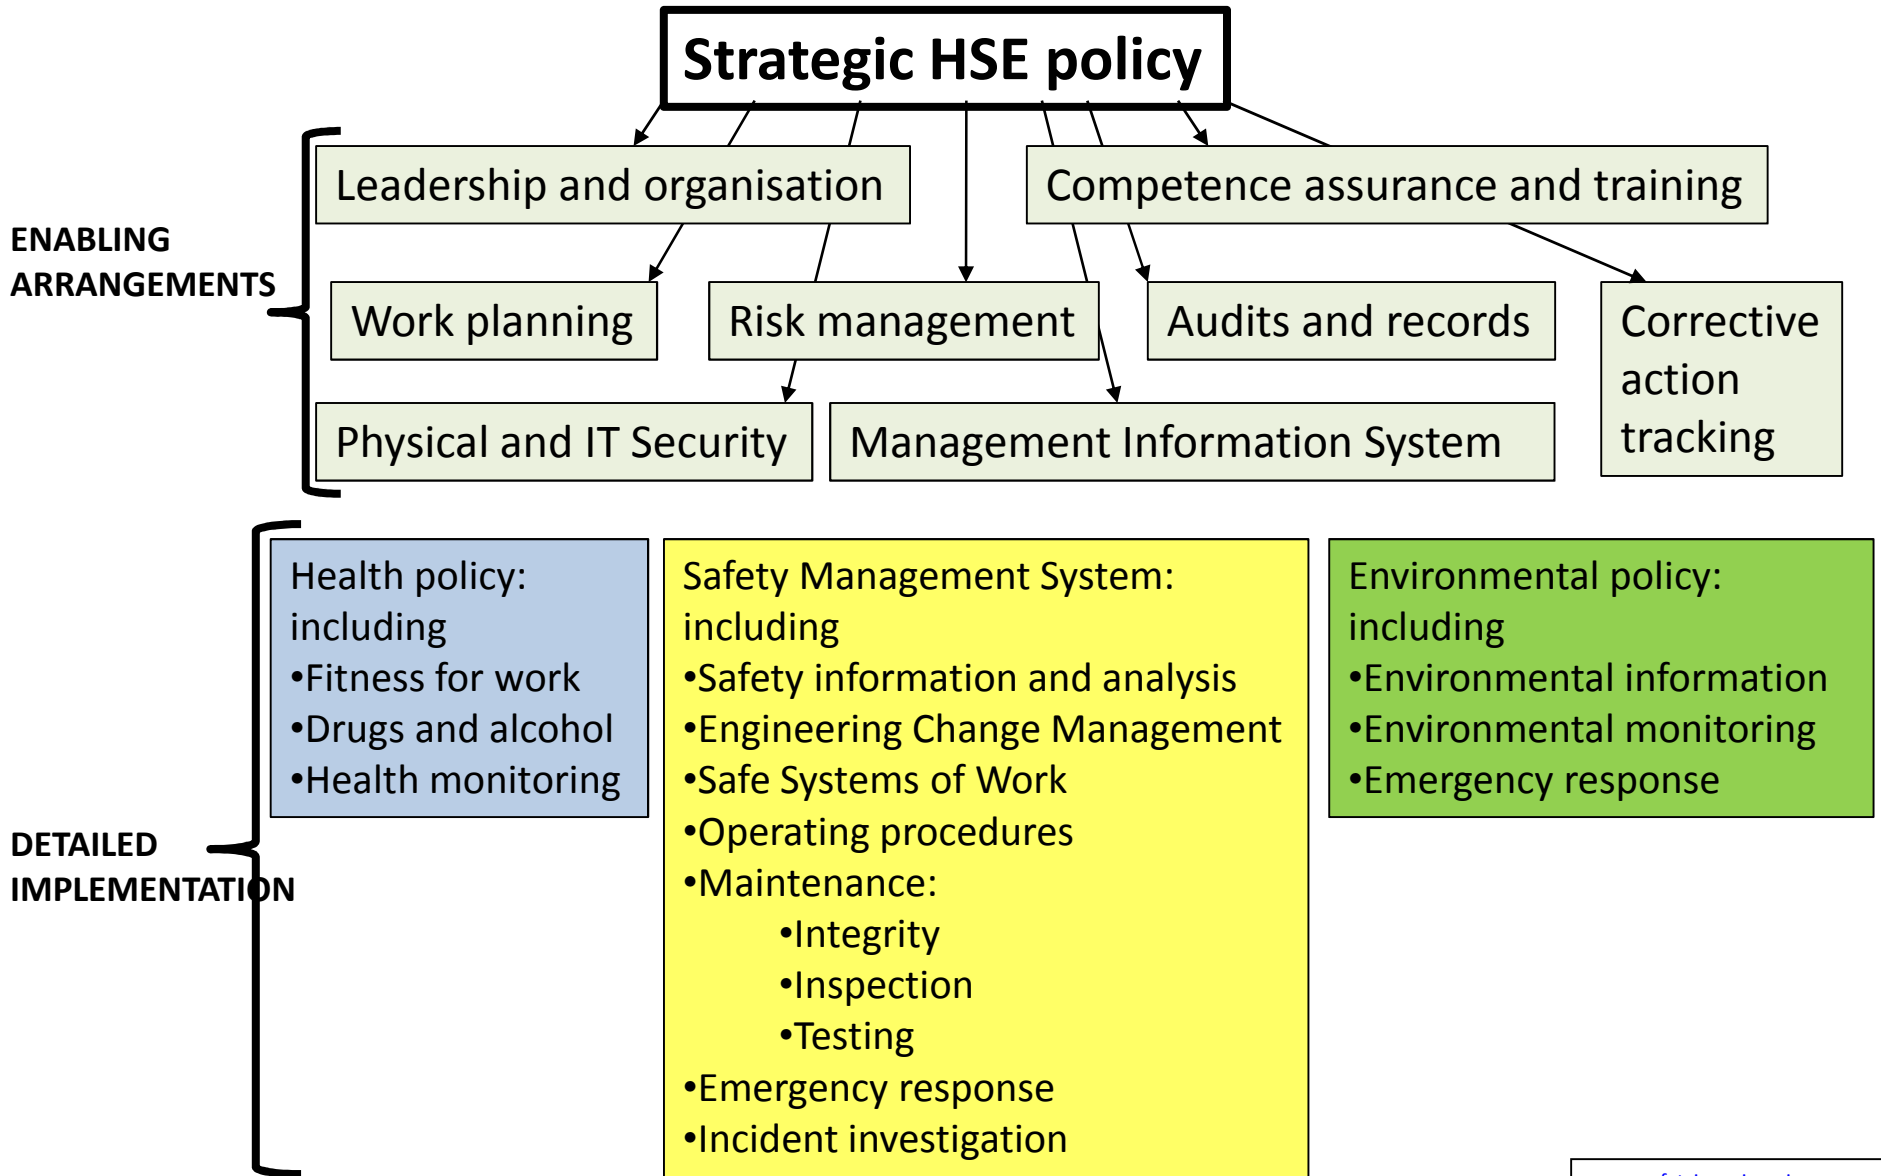 Strategic HSE policy
Leadership and organisation
Competence assurance and training
ENABLING
ARRANGEMENTS
Work planning
Risk management
Audits and records
Corrective
action
tracking
Physical and IT Security
Management Information System
DETAILED
IMPLEMENTATION
Health policy:
including
•Fitness for work
•Drugs and alcohol
•Health monitoring
Safety Management System:
including
•Safety information and analysis
•Engineering Change Management
•Safe Systems of Work
•Operating procedures
•Maintenance:
•Integrity
•Inspection
•Testing
•Emergency response
•Incident investigation
Environmental policy:
including
•Environmental information
•Environmental monitoring
•Emergency response